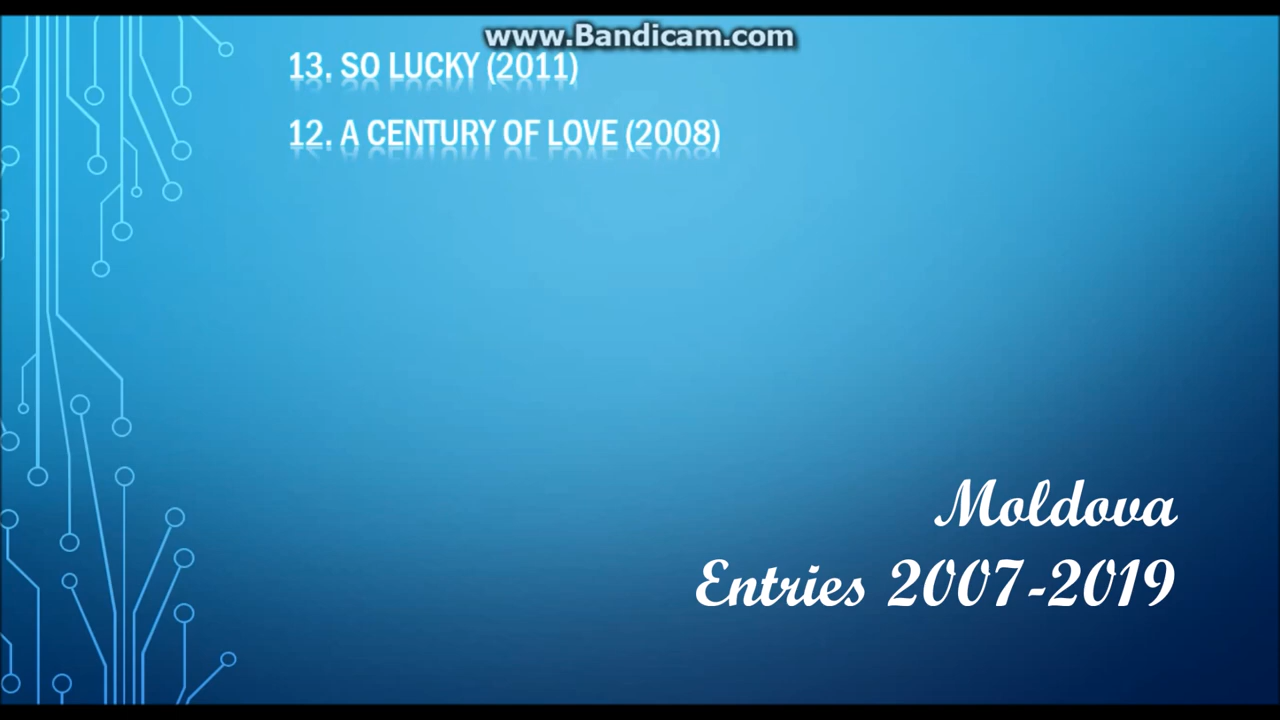 www.Bandicam.com
13. SO LUCKY (2011)
12. A CENTURY OF LOVE (2008)
Moldova
Entries 2007-2019